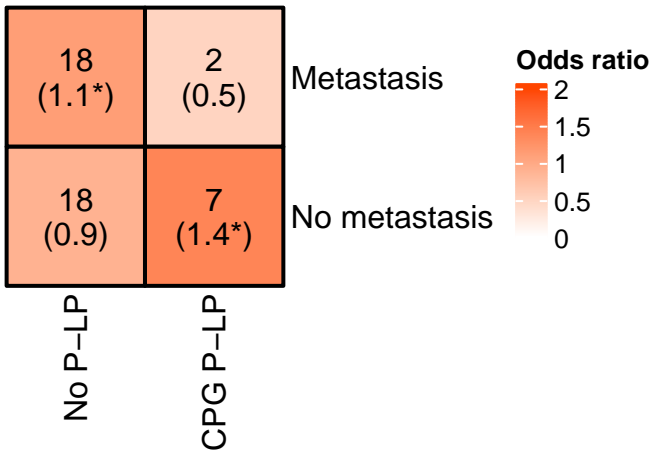 18
(1.1*)
2
(0.5)
Metastasis
18
(0.9)
7
(1.4*)
No metastasis
No P–LP
CPG P–LP
Odds ratio
2
1.5
1
0.5
0